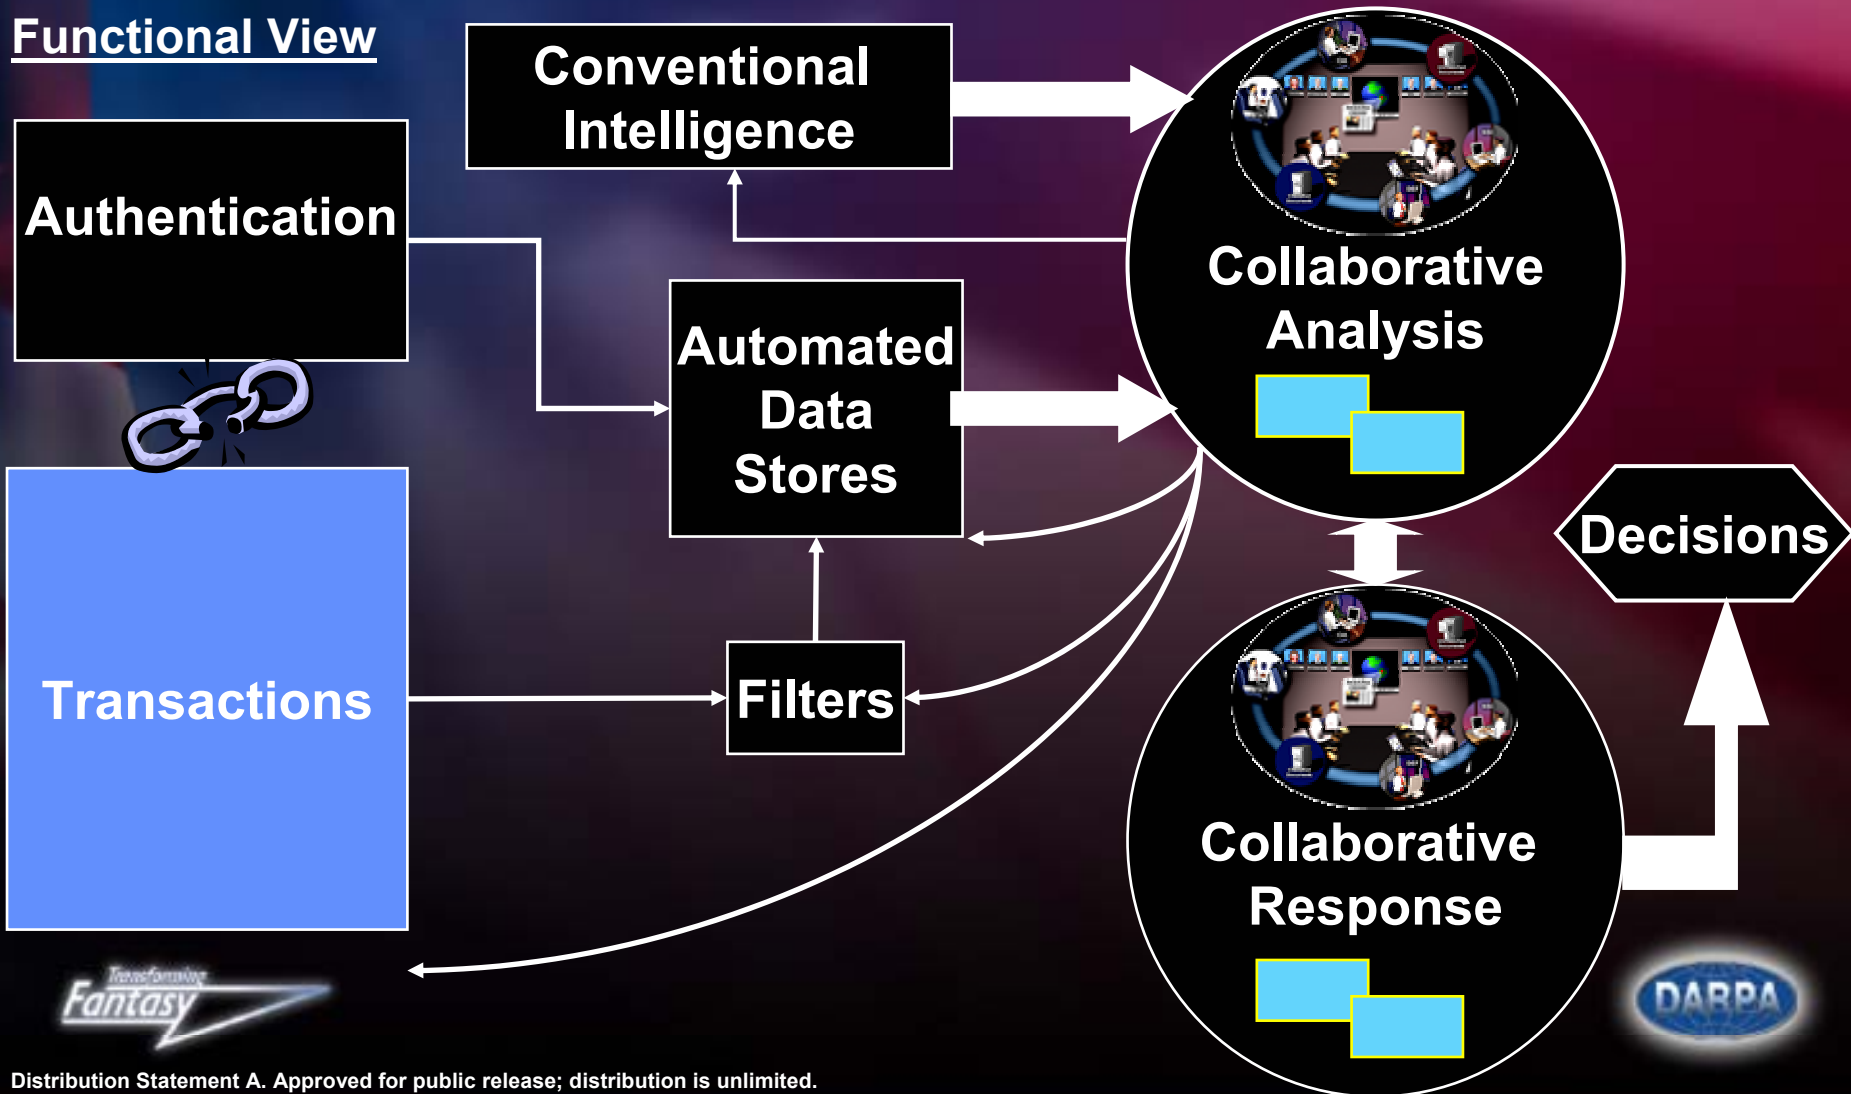 Functional View
Conventional
Intelligence
Authentication
Collaborative
Analysis
Automated
Data
Stores
Decisions
Transactions
Filters
Collaborative
Response
Transforming
Fantasy
DARPA
Distribution Statement A. Approved for public release; distribution is unlimited.